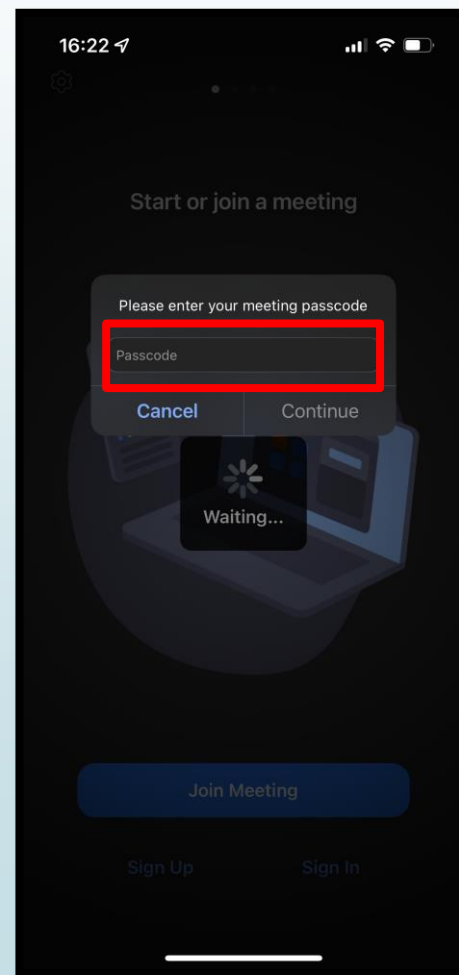 16:22
Start or join a meeting
Please enter your meeting passcode
Passcode
Cancel
Continue
Waiting...
Join Meeting
Sign Up
Sign In